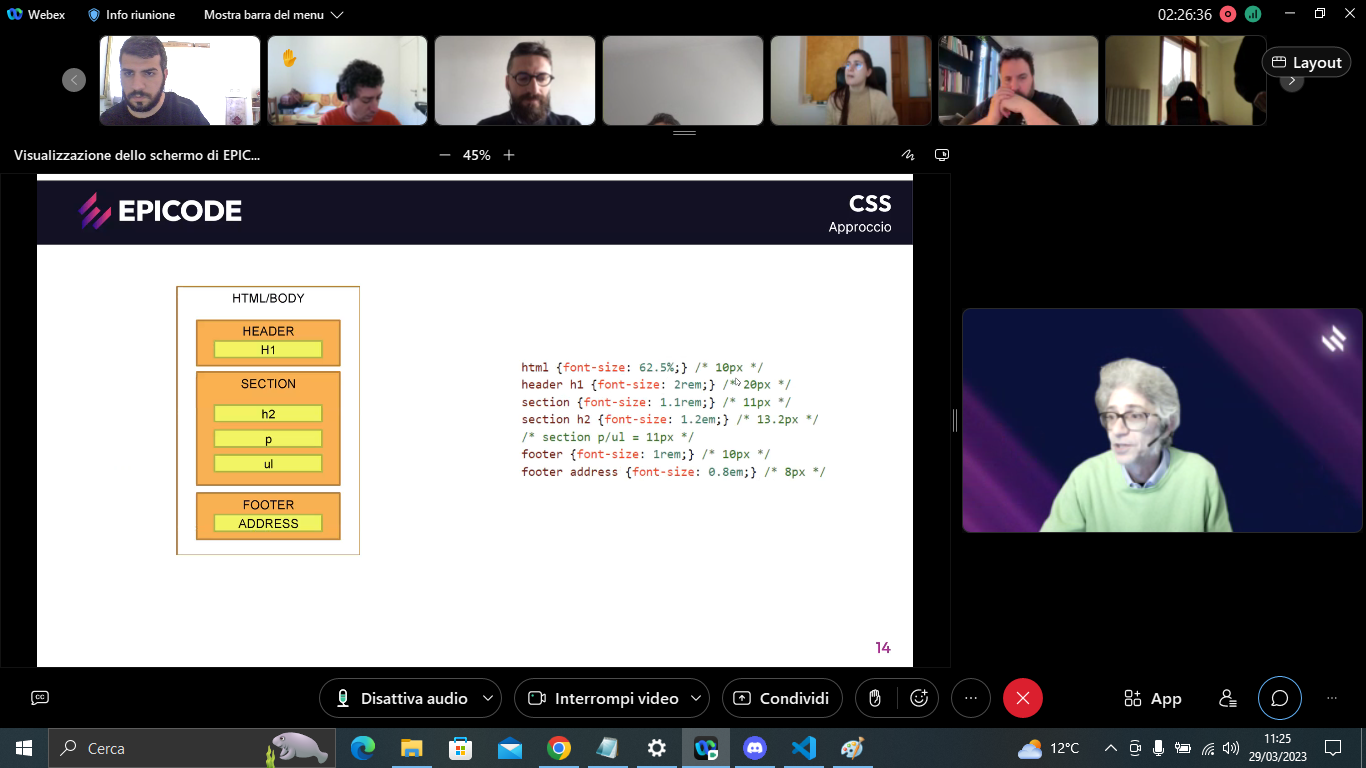 Webex
Info riunione
Mostra barra del menu
02:26:36
Layout
Visualizzazione dello schermo di EPIC...
45%
EPICODE
CSS
Approccio
HTML/BODY
HEADER
H1
SECTION
h2
p
ul
FOOTER
ADDRESS
html {font-size: 62.5%;} /* 10px */
header h1 {font-size: 2rem;} /* 20px */
section {font-size: 1.1rem;} /* 11px */
section h2 {font-size: 1.2em;} /* 13.2px */
/* section p/ul = 11px */
footer {font-size: 1rem;} /* 10px */
footer address {font-size: 0.8em;} /* 8px */
14
CC
Disattiva audio
Interrompi video
Condividi
App
Cerca
12°C
11:25
29/03/2023